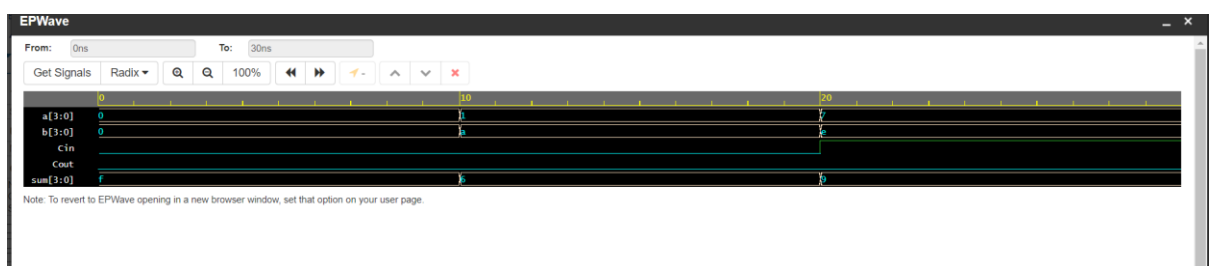 EPWave
From: 0ns To: 30ns
Get Signals Radix 100%
0 10 20
a[3:0] 0 1 7
b[3:0] 0 a e
Cin
Cout
sum[3:0] f 6 9
Note: To revert to EPWave opening in a new browser window, set that option on your user page.